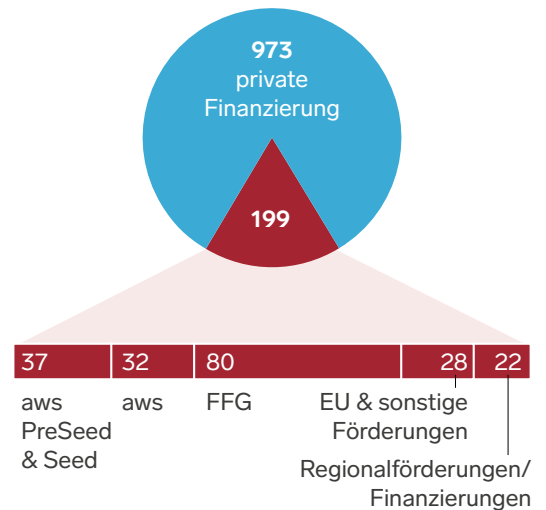 973
private
Finanzierung
199
37 32 80 28 22
aws
PreSeed
& Seed
aws
FFG
EU & sonstige
Förderungen
Regionalförderungen/
Finanzierungen